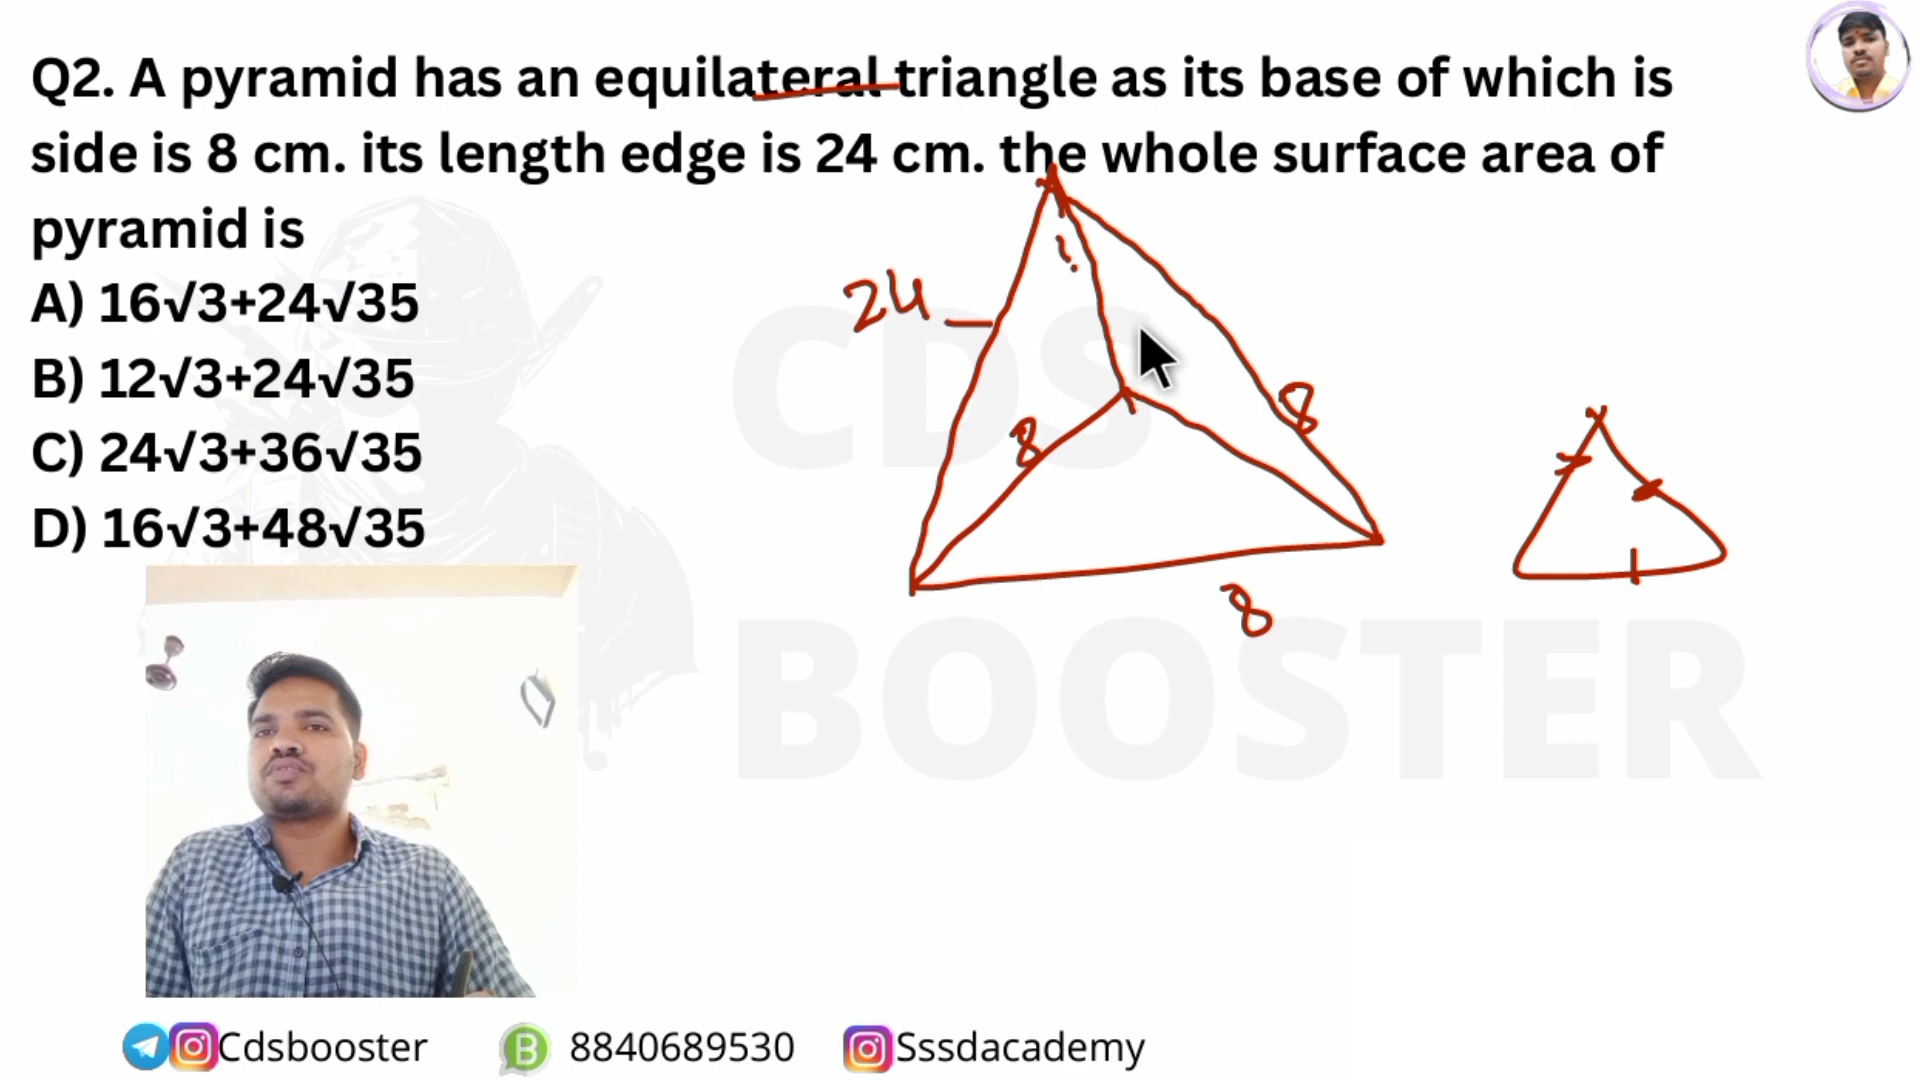 Q2. A pyramid has an equilateral triangle as its base of which is
side is 8 cm. its length edge is 24 cm. the whole surface area of
pyramid is
A) 16√3+24√35
B) 12√3+24√35
C) 24√3+36√35
D) 16√3+48√35
24
8
8
8
CDS
BOOSTER
Cdsbooster
8840689530
Sssdacademy